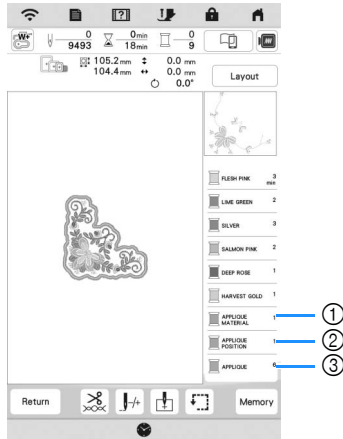 W+
0
9493
0 min
18 min
0
9
105.2 mm
104.4 mm
0.0 mm
0.0 mm
0.0°
Layout
FLESH PINK 3 min
LIME GREEN 2
SILVER 3
SALMON PINK 2
DEEP ROSE 1
HARVEST GOLD 1
APPLIQUE MATERIAL 1
①
APPLIQUE POSITION 1
②
APPLIQUE 6
③
Return
-/+
Memory